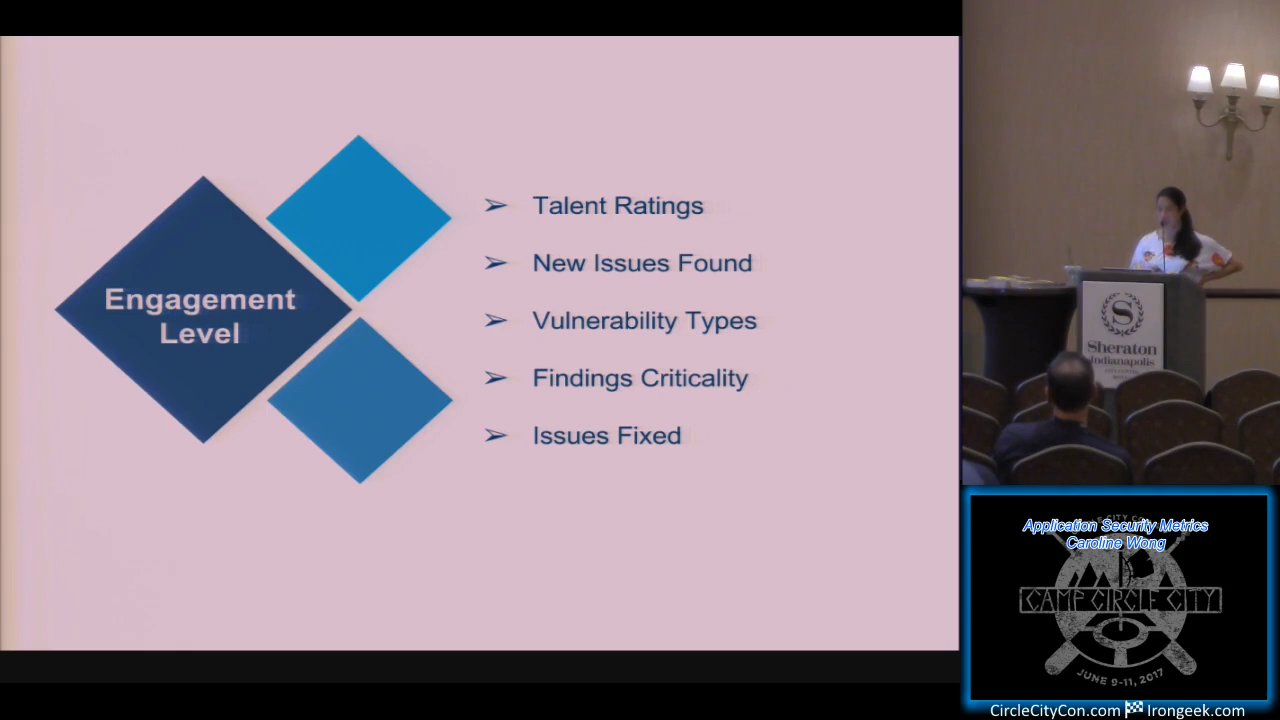 Engagement
Level
➢ Talent Ratings
➢ New Issues Found
➢ Vulnerability Types
➢ Findings Criticality
➢ Issues Fixed
S
Sheraton
Indianapolis
Application Security Metrics
Caroline Wong
CAMP CIRCLE CITY
JUNE 9-11, 2017
CircleCityCon.com Irongeek.com